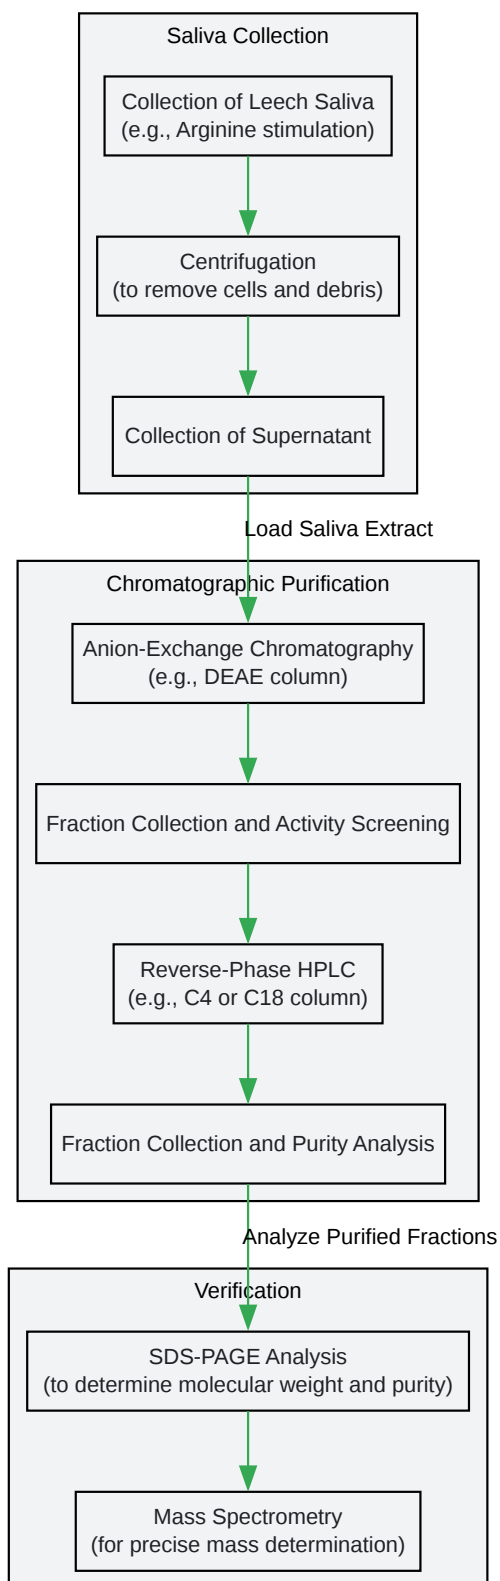 Saliva Collection
Collection of Leech Saliva
(e.g., Arginine stimulation)
Centrifugation
(to remove cells and debris)
Collection of Supernatant
Load Saliva Extract
Chromatographic Purification
Anion-Exchange Chromatography
(e.g., DEAE column)
Fraction Collection and Activity Screening
Reverse-Phase HPLC
(e.g., C4 or C18 column)
Fraction Collection and Purity Analysis
Analyze Purified Fractions
Verification
SDS-PAGE Analysis
(to determine molecular weight and purity)
Mass Spectrometry
(for precise mass determination)